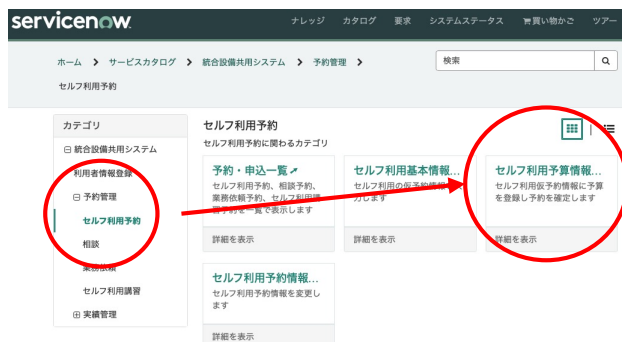 servicenow
ナレッジ カタログ 要求 システムステータス 買い物かご ツアー
ホーム > サービスカタログ > 統合設備共用システム > 予約管理 >
検索
セルフ利用予約
カテゴリ
統合設備共用システム
利用者情報登録
予約管理
セルフ利用予約
相談
業務依頼
セルフ利用講習
実績管理
セルフ利用予約
セルフ利用予約に関わるカテゴリ
予約・申込一覧
セルフ利用予約、相談予約、
業務依頼予約、セルフ利用講
習予約を一覧で表示します
詳細を表示
セルフ利用基本情報...
セルフ利用の仮予約情報
力します
詳細を表示
セルフ利用予算情報...
セルフ利用仮予約情報に予算
を登録し予約を確定します
詳細を表示
セルフ利用予約情報...
セルフ利用予約情報を変更し
ます
詳細を表示